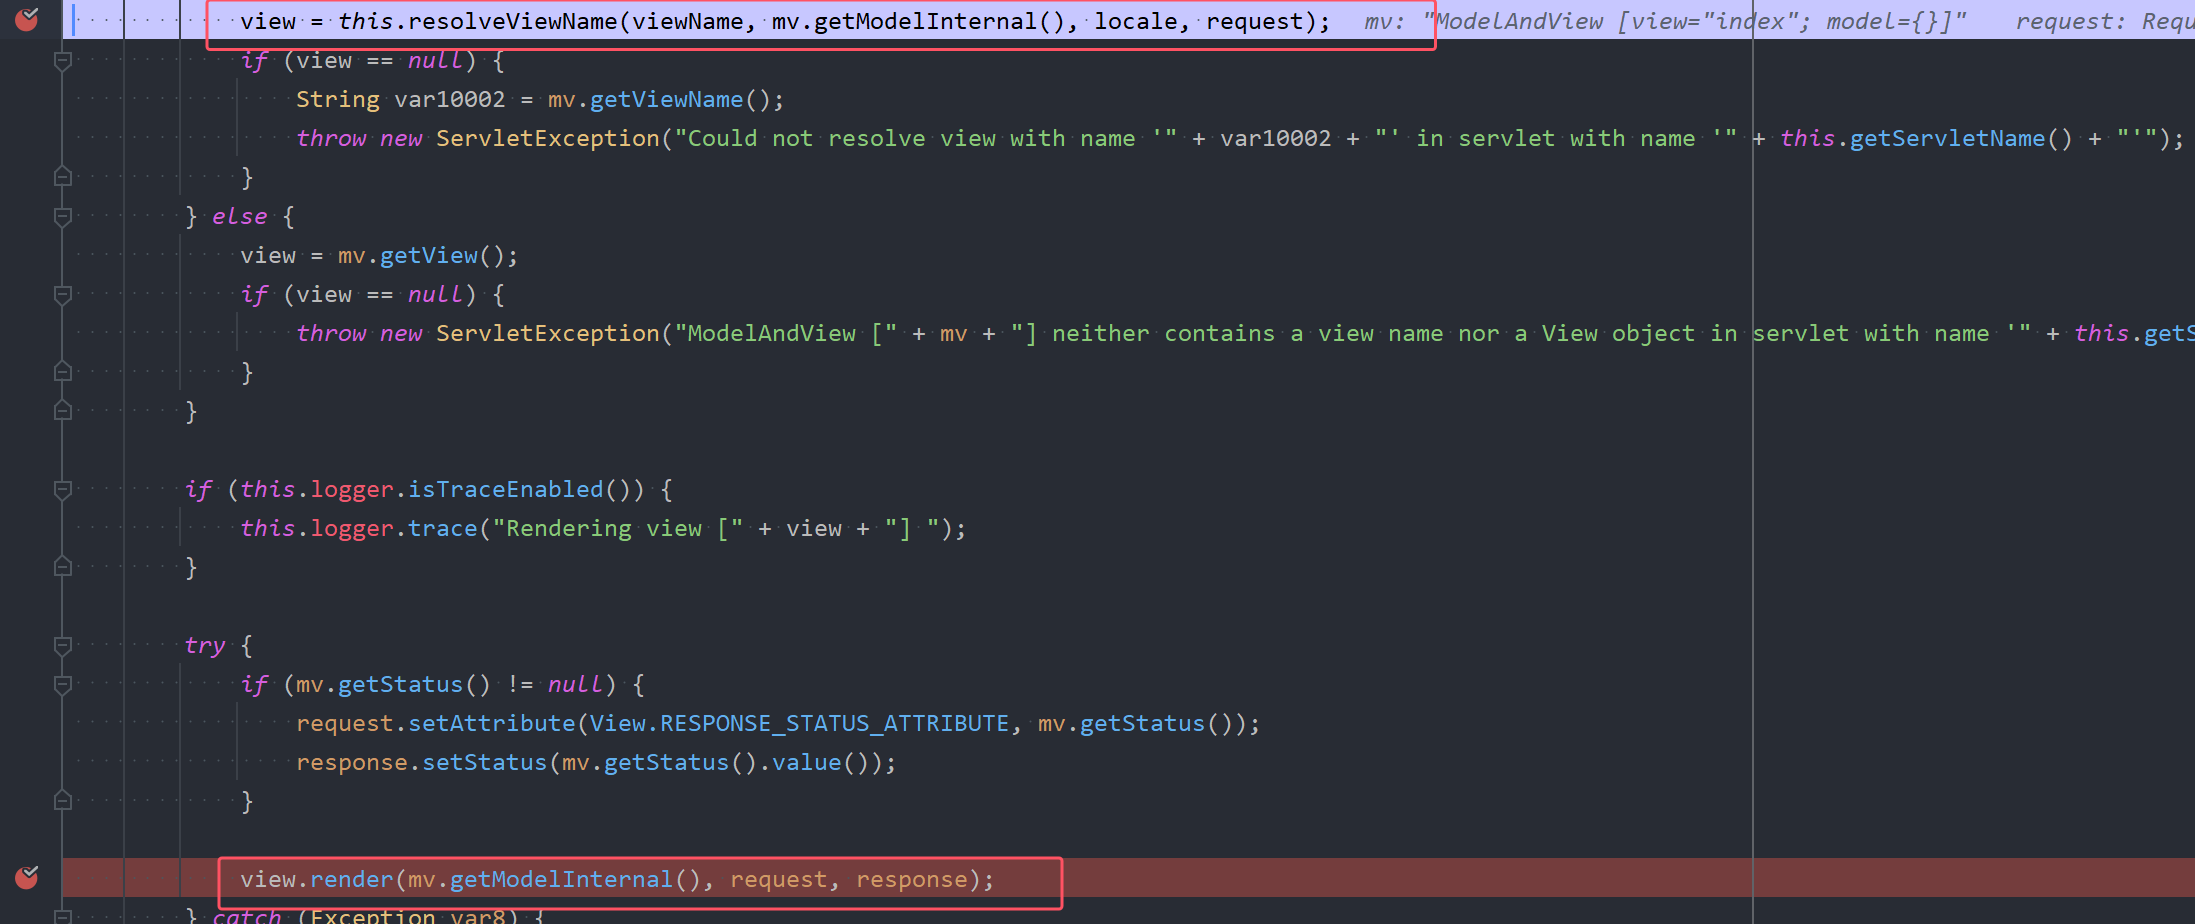 view = this.resolveViewName(viewName, mv.getModelInternal(), locale, request);   mv: "ModelAndView [view="index"; model={}]"   request: Requ
if (view == null) {
String var10002 = mv.getViewName();
throw new ServletException("Could not resolve view with name '" + var10002 + "' in servlet with name '" + this.getServletName() + "'");
}
} else {
view = mv.getView();
if (view == null) {
throw new ServletException("ModelAndView [" + mv + "] neither contains a view name nor a View object in servlet with name '" + this.getS
}
}
if (this.logger.isTraceEnabled()) {
this.logger.trace("Rendering view [" + view + "] ");
}
try {
if (mv.getStatus() != null) {
request.setAttribute(View.RESPONSE_STATUS_ATTRIBUTE, mv.getStatus());
response.setStatus(mv.getStatus().value());
}
view.render(mv.getModelInternal(), request, response);
} catch (Exception var8) {